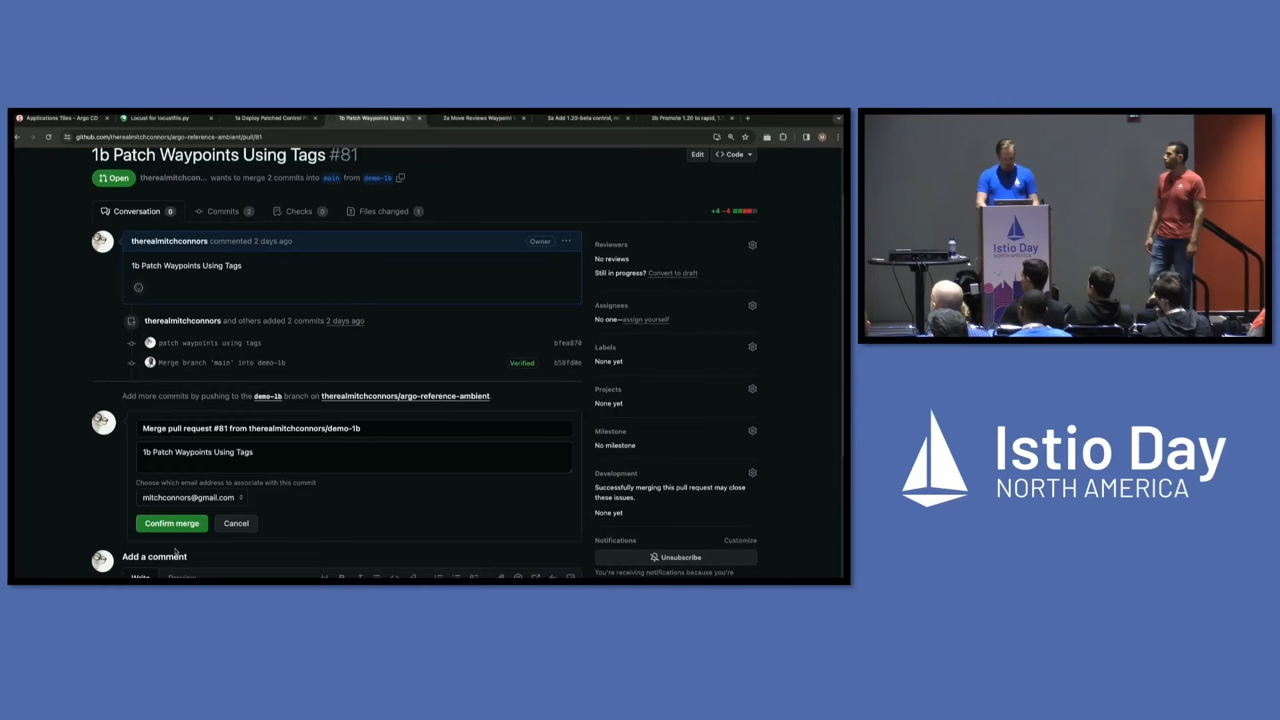 Applications Tiles - Argo CD
Locust for locustfile.py
1a Deploy Patched Control P
1b Patch Waypoints Using T
2a Move Reviews Waypoint
3a Add 1.20-beta control, m
3b Promote 1.20 to rapid, 1.
github.com/therealmitchconnors/argo-reference-ambient/pull/81
1b Patch Waypoints Using Tags #81
Edit
<> Code
Open
therealmitchcon... wants to merge 2 commits into main from demo-1b
Conversation 0
Commits 2
Checks 0
Files changed 1
+4 −4
therealmitchconnors commented 2 days ago
Owner
1b Patch Waypoints Using Tags
therealmitchconnors and others added 2 commits 2 days ago
patch waypoints using tags
bfea870
Merge branch 'main' into demo-1b
Verified
b58fd0e
Add more commits by pushing to the demo-1b branch on therealmitchconnors/argo-reference-ambient.
Merge pull request #81 from therealmitchconnors/demo-1b
1b Patch Waypoints Using Tags
Choose which email address to associate with this commit
mitchconnors@gmail.com
Confirm merge
Cancel
Add a comment
Write
Preview
Reviewers
No reviews
Still in progress? Convert to draft
Assignees
No one—assign yourself
Labels
None yet
Projects
None yet
Milestone
No milestone
Development
Successfully merging this pull request may close
these issues.
None yet
Notifications
Customize
Unsubscribe
You're receiving notifications because you're
Istio Day
NORTH AMERICA
Istio Day
NORTH AMERICA